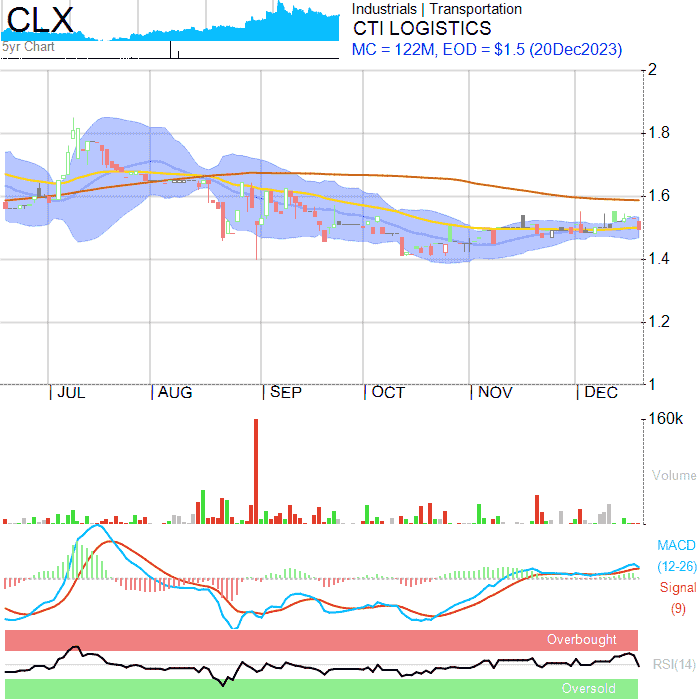 CLX
5yr Chart
Industrials | Transportation
CTI LOGISTICS
MC = 122M, EOD = $1.5 (20Dec2023)
2
1.8
1.6
1.4
1.2
1
JUL AUG SEP OCT NOV DEC
160k
Volume
MACD
(12-26)
Signal
(9)
Overbought
RSI(14)
Oversold